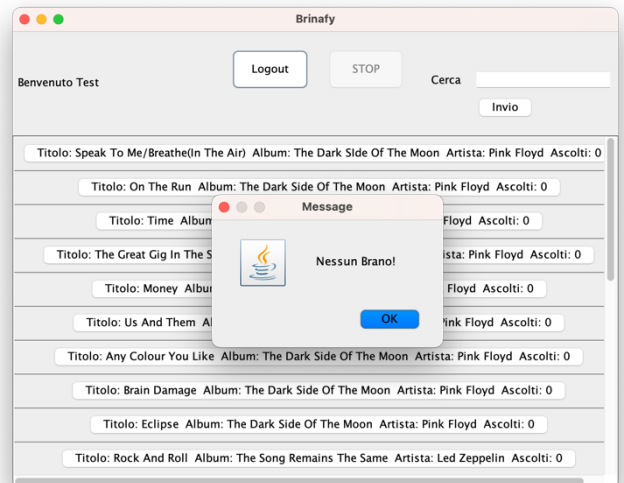 Brinafy
Benvenuto Test
Logout
STOP
Cerca
Invio
Titolo: Speak To Me/Breathe(In The Air) Album: The Dark SIde Of The Moon Artista: Pink Floyd Ascolti: 0
Titolo: On The Run Album: The Dark Side Of The Moon Artista: Pink Floyd Ascolti: 0
Titolo: Time Floyd Ascolti: 0
Titolo: The Great Gig In The Pink Floyd Ascolti: 0
Titolo: Money Floyd Ascolti: 0
Titolo: Us And Them Floyd Ascolti: 0
Message
Nessun Brano!
OK
Titolo: Any Colour You Like Album: The Dark Side Of The Moon Artista: Pink Floyd Ascolti: 0
Titolo: Brain Damage Album: The Dark Side Of The Moon Artista: Pink Floyd Ascolti: 0
Titolo: Eclipse Album: The Dark Side Of The Moon Artista: Pink Floyd Ascolti: 0
Titolo: Rock And Roll Album: The Song Remains The Same Artista: Led Zeppelin Ascolti: 0